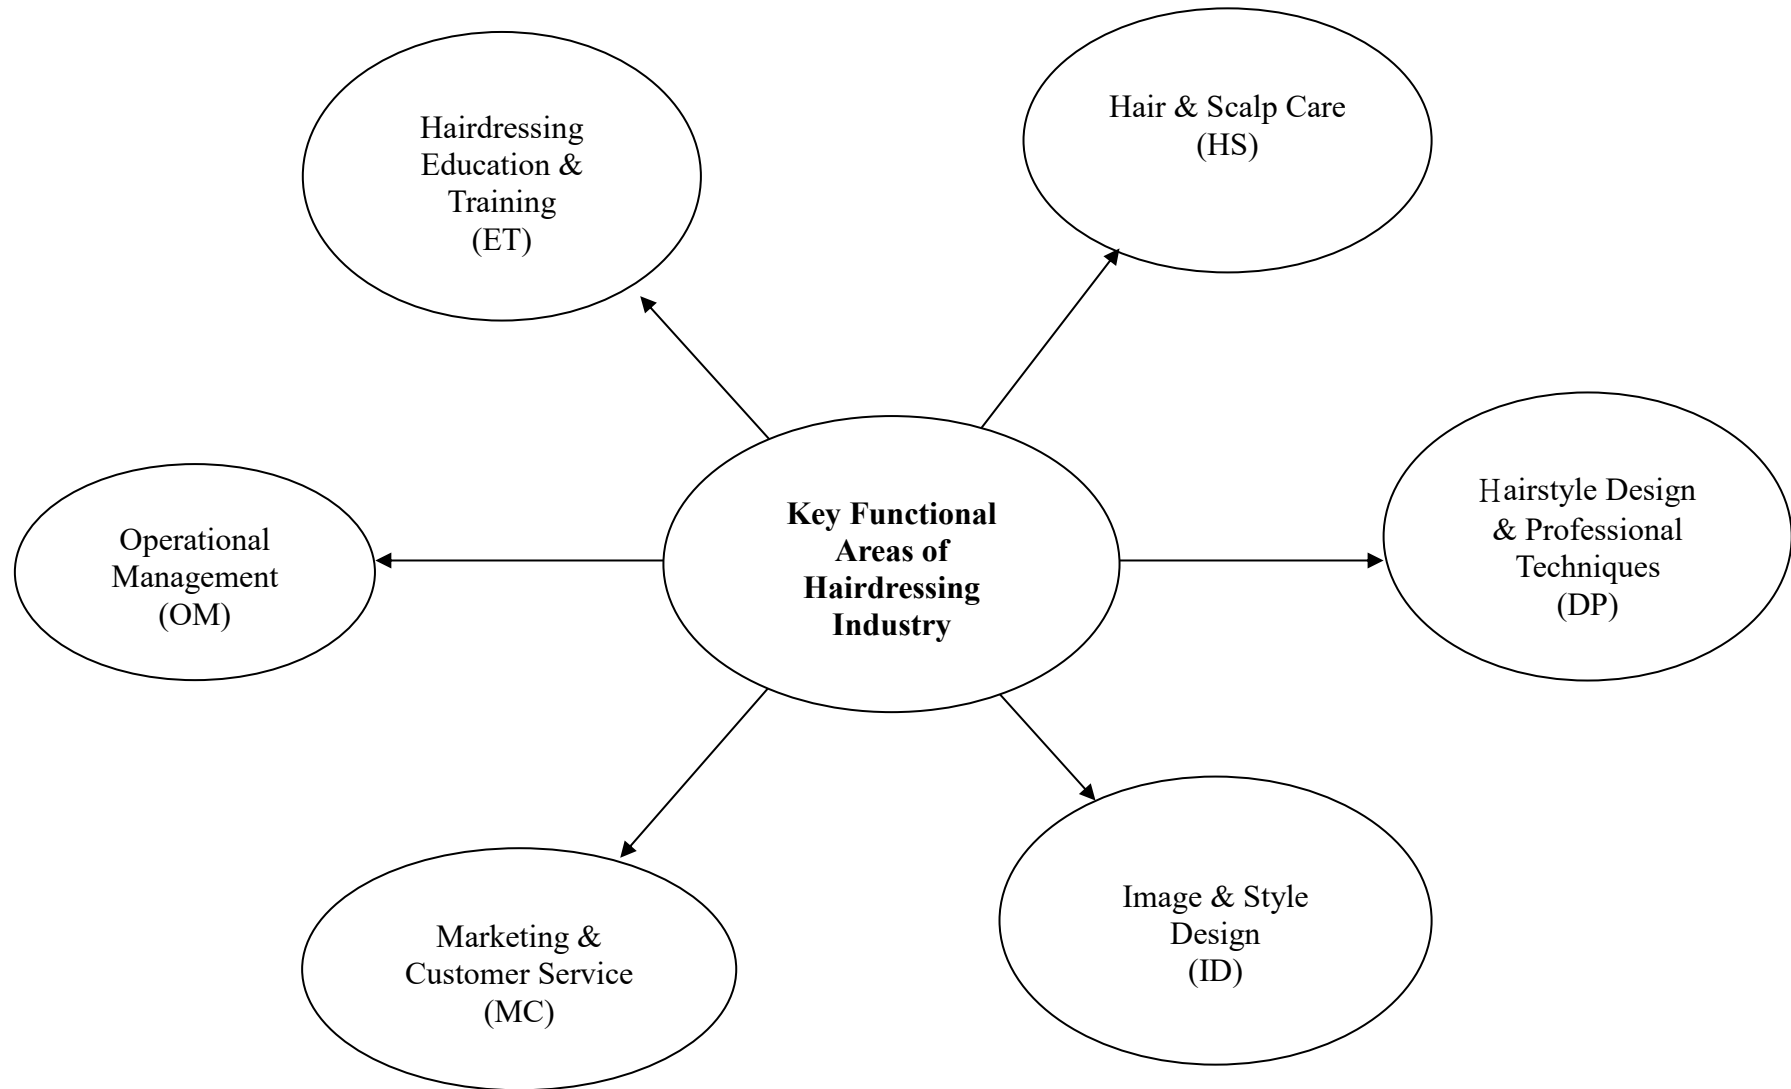 Hairdressing
Education &
Training
(ET)
Hair & Scalp Care
(HS)
Key Functional
Areas of
Hairdressing
Industry
Hairstyle Design
& Professional
Techniques
(DP)
Operational
Management
(OM)
Marketing &
Customer Service
(MC)
Image & Style
Design
(ID)